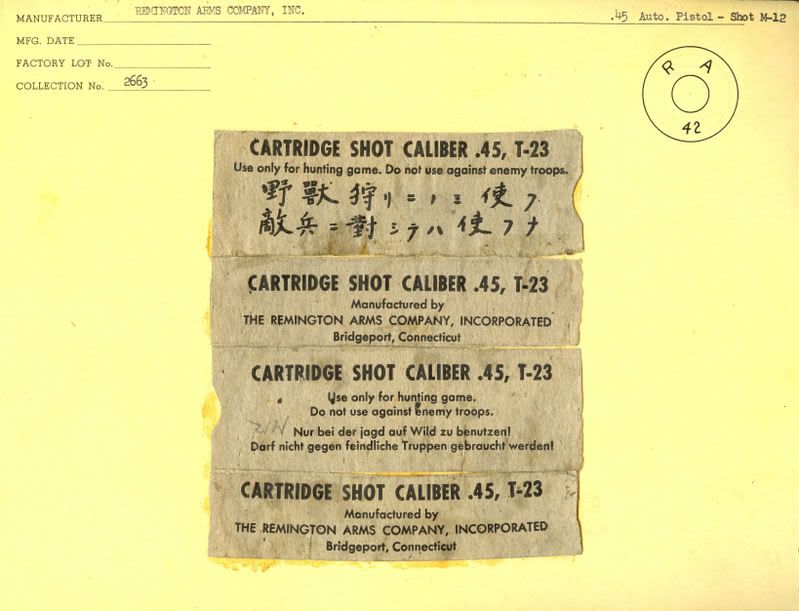 MANUFACTURER REMINGTON ARMS COMPANY, INC.
.45 Auto. Pistol - Shot M-12
MFG. DATE
FACTORY LOT No.
COLLECTION No. 2663
R A
42
CARTRIDGE SHOT CALIBER .45, T-23
Use only for hunting game. Do not use against enemy troops.
野獸狩リニノミ使フ
敵兵ニ對シテハ使フナ
CARTRIDGE SHOT CALIBER .45, T-23
Manufactured by
THE REMINGTON ARMS COMPANY, INCORPORATED
Bridgeport, Connecticut
CARTRIDGE SHOT CALIBER .45, T-23
Use only for hunting game.
Do not use against enemy troops.
Nur bei der jagd auf Wild zu benutzen!
Darf nicht gegen feindliche Truppen gebraucht werden!
CARTRIDGE SHOT CALIBER .45, T-23
Manufactured by
THE REMINGTON ARMS COMPANY, INCORPORATED
Bridgeport, Connecticut